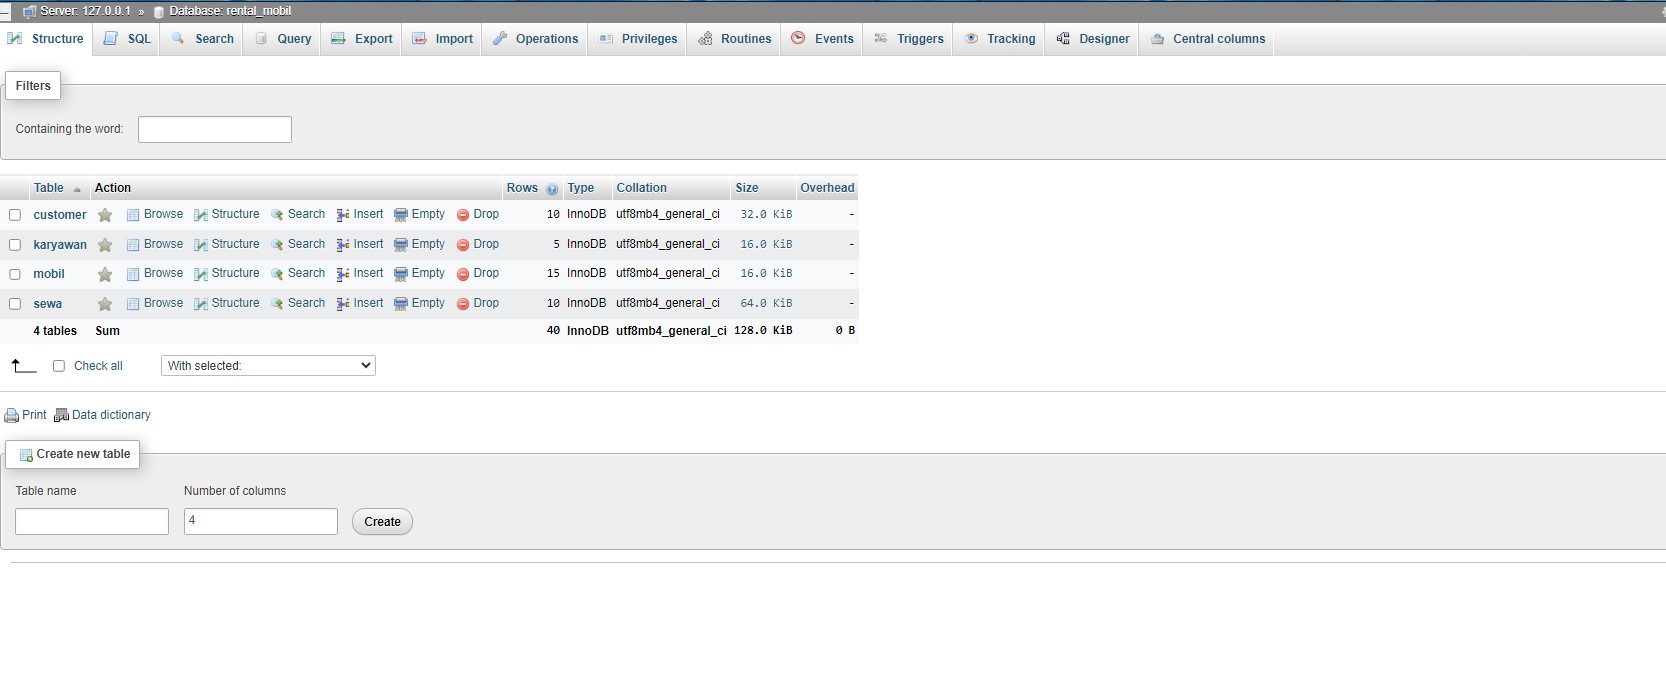 Server: 127.0.0.1 » Database: rental_mobil
Structure SQL Search Query Export Import Operations Privileges Routines Events Triggers Tracking Designer Central columns
Filters
Containing the word:
Table Action Rows Type Collation Size Overhead
customer Browse Structure Search Insert Empty Drop 10 InnoDB utf8mb4_general_ci 32.0 KiB -
karyawan Browse Structure Search Insert Empty Drop 5 InnoDB utf8mb4_general_ci 16.0 KiB -
mobil Browse Structure Search Insert Empty Drop 15 InnoDB utf8mb4_general_ci 16.0 KiB -
sewa Browse Structure Search Insert Empty Drop 10 InnoDB utf8mb4_general_ci 64.0 KiB -
4 tables Sum 40 InnoDB utf8mb4_general_ci 128.0 KiB 0 B
Check all With selected:
Print Data dictionary
Create new table
Table name Number of columns
4 Create